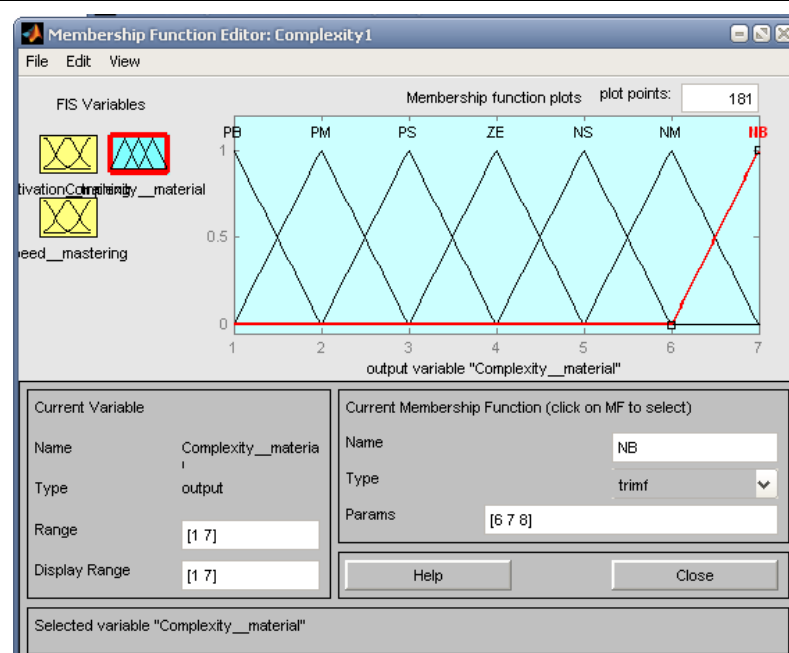 Membership Function Editor: Complexity1
File Edit View
FIS Variables
Membership function plots plot points: 181
PB PM PS ZE NS NM NB
1
0.5
0
1 2 3 4 5 6 7
output variable "Complexity__material"
material
eed__mastering
Current Variable
Name Complexity__materia
l
Type output
Range [1 7]
Display Range [1 7]
Current Membership Function (click on MF to select)
Name NB
Type trimf
Params [6 7 8]
Help Close
Selected variable "Complexity__material"